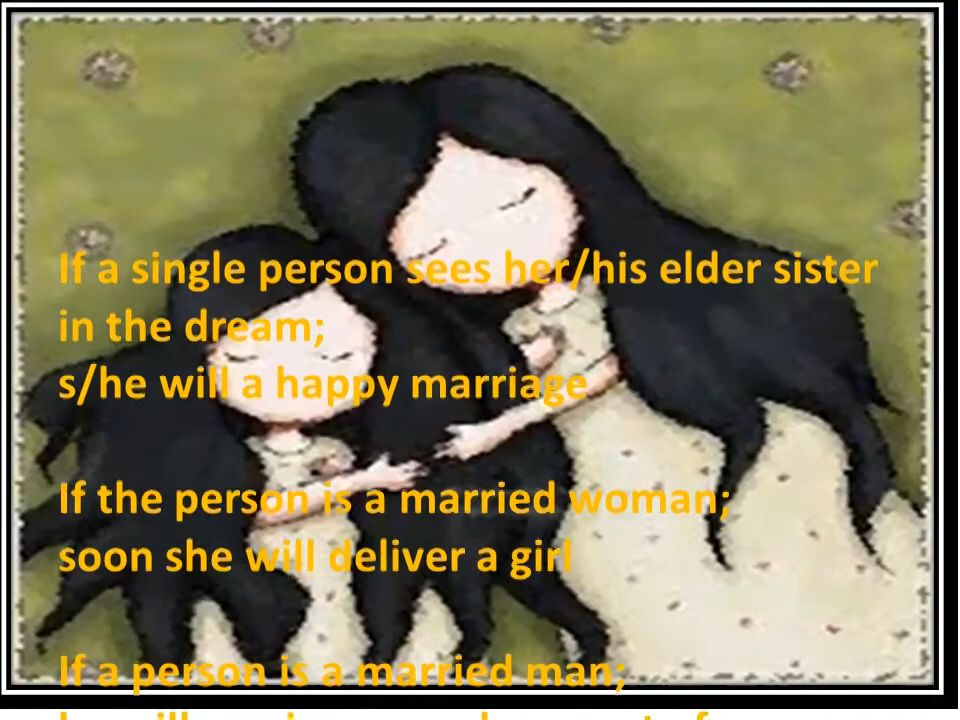 If a single person sees her/his elder sister
in the dream;
s/he will a happy marriage
If the person is a married woman;
soon she will deliver a girl
If a person is a married man;